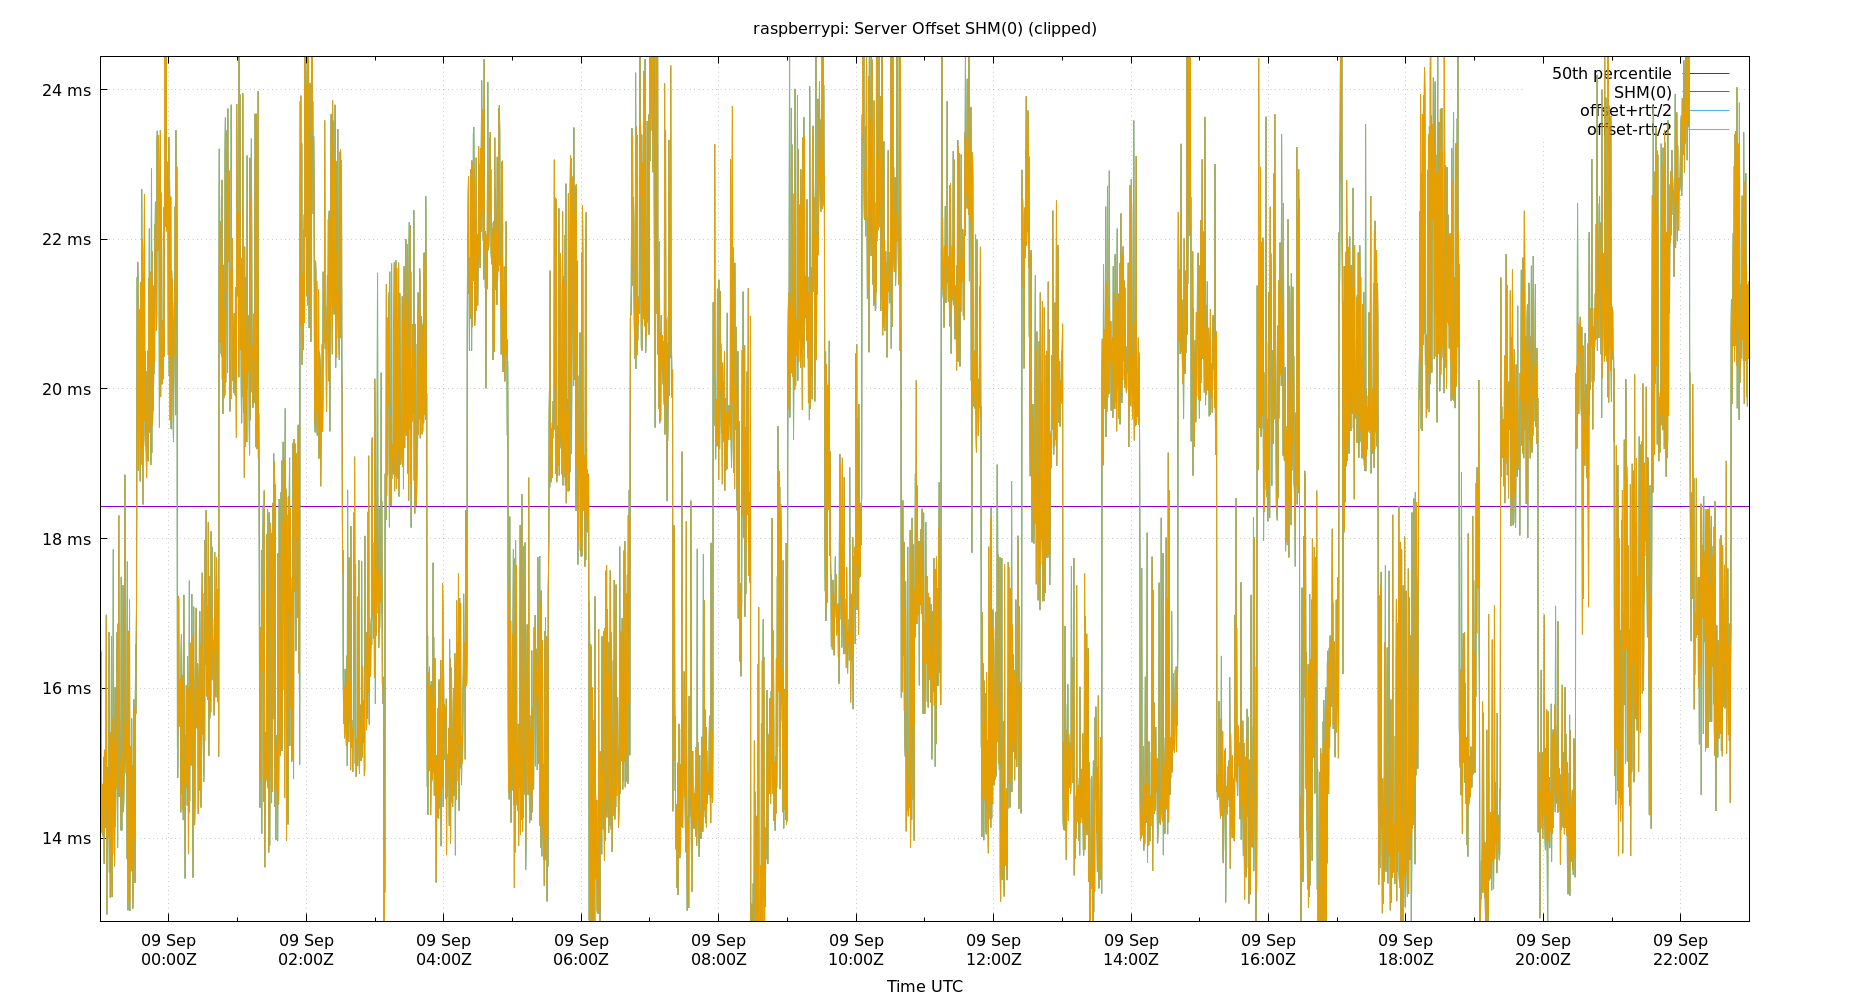 raspberrypi: Server Offset SHM(0) (clipped)
50th percentile
SHM(0)
offset+rtt/2
offset-rtt/2
24 ms
22 ms
20 ms
18 ms
16 ms
14 ms
09 Sep 09 Sep 09 Sep 09 Sep 09 Sep 09 Sep 09 Sep 09 Sep 09 Sep 09 Sep 09 Sep 09 Sep
00:00Z 02:00Z 04:00Z 06:00Z 08:00Z 10:00Z 12:00Z 14:00Z 16:00Z 18:00Z 20:00Z 22:00Z
Time UTC